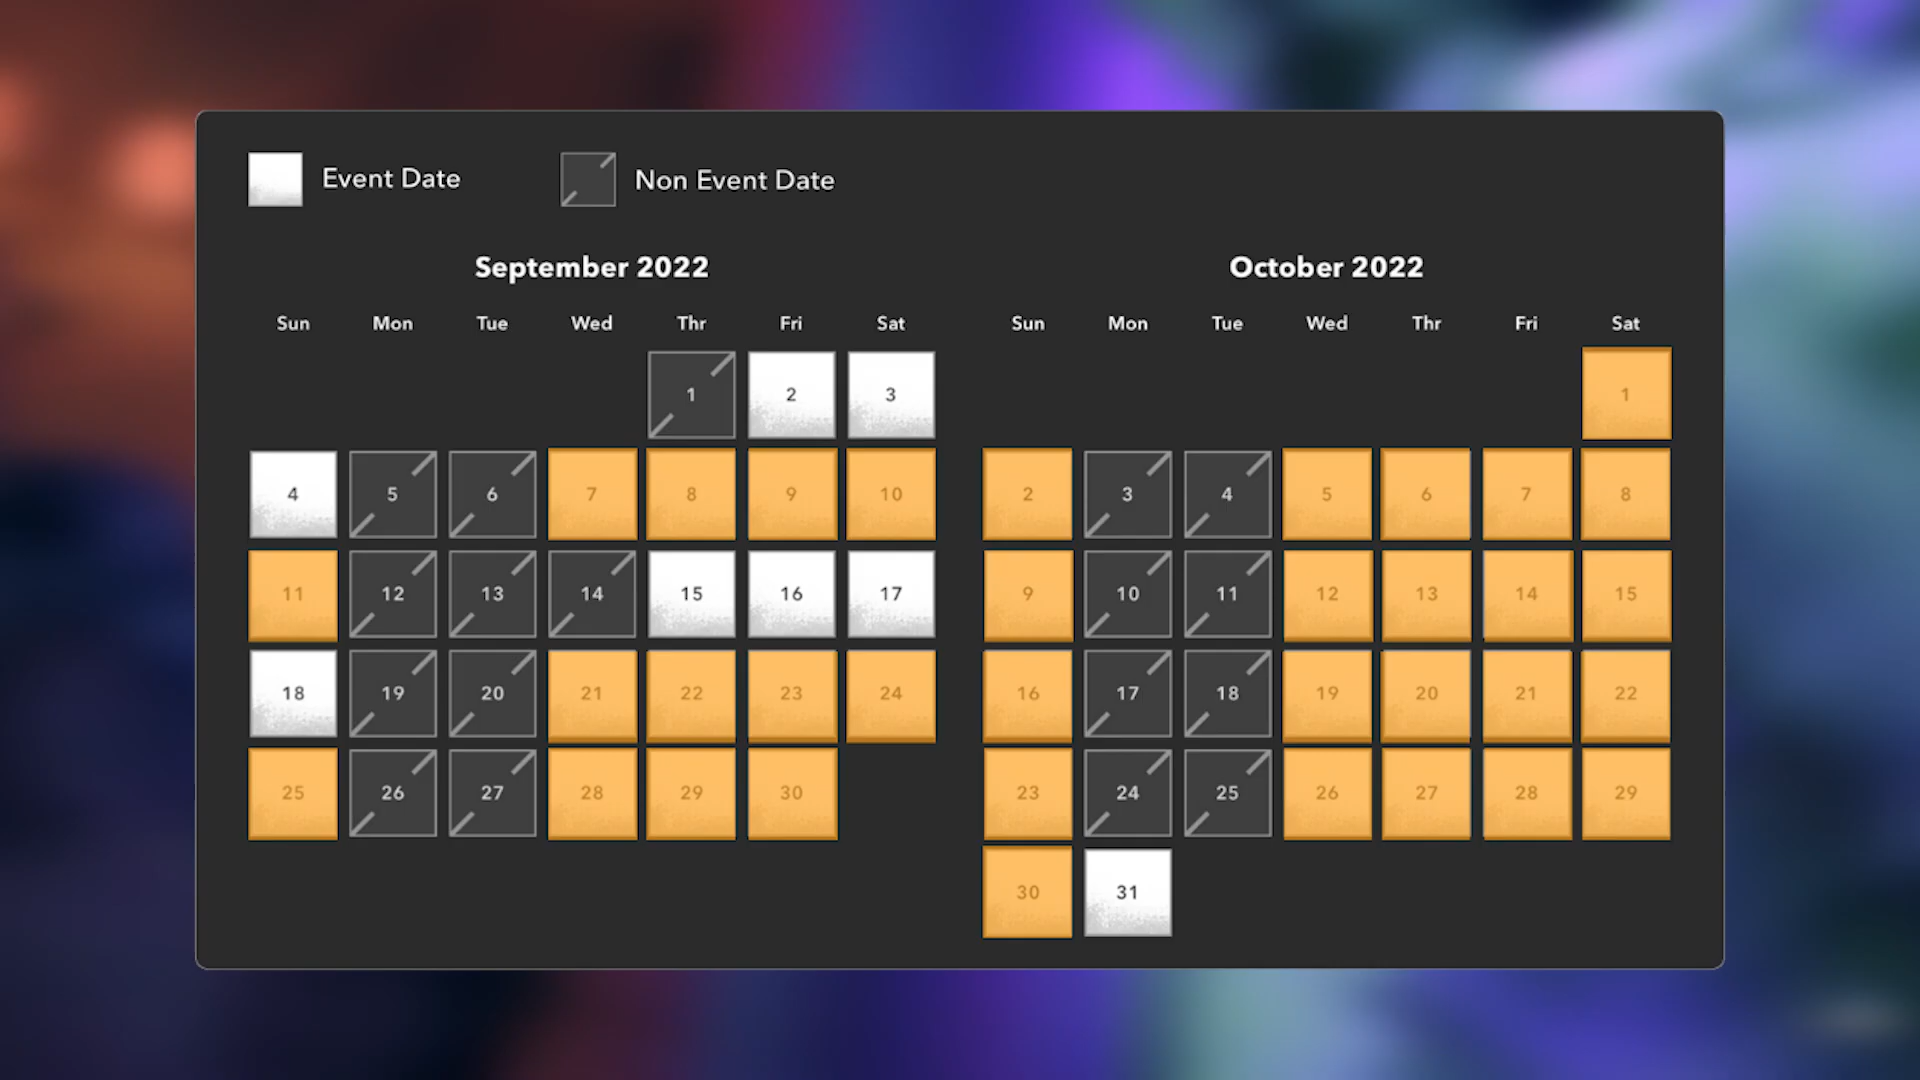 Event Date Non Event Date
September 2022
Sun Mon Tue Wed Thr Fri Sat
1 2 3
4 5 6 7 8 9 10
11 12 13 14 15 16 17
18 19 20 21 22 23 24
25 26 27 28 29 30
October 2022
Sun Mon Tue Wed Thr Fri Sat
1
2 3 4 5 6 7 8
9 10 11 12 13 14 15
16 17 18 19 20 21 22
23 24 25 26 27 28 29
30 31